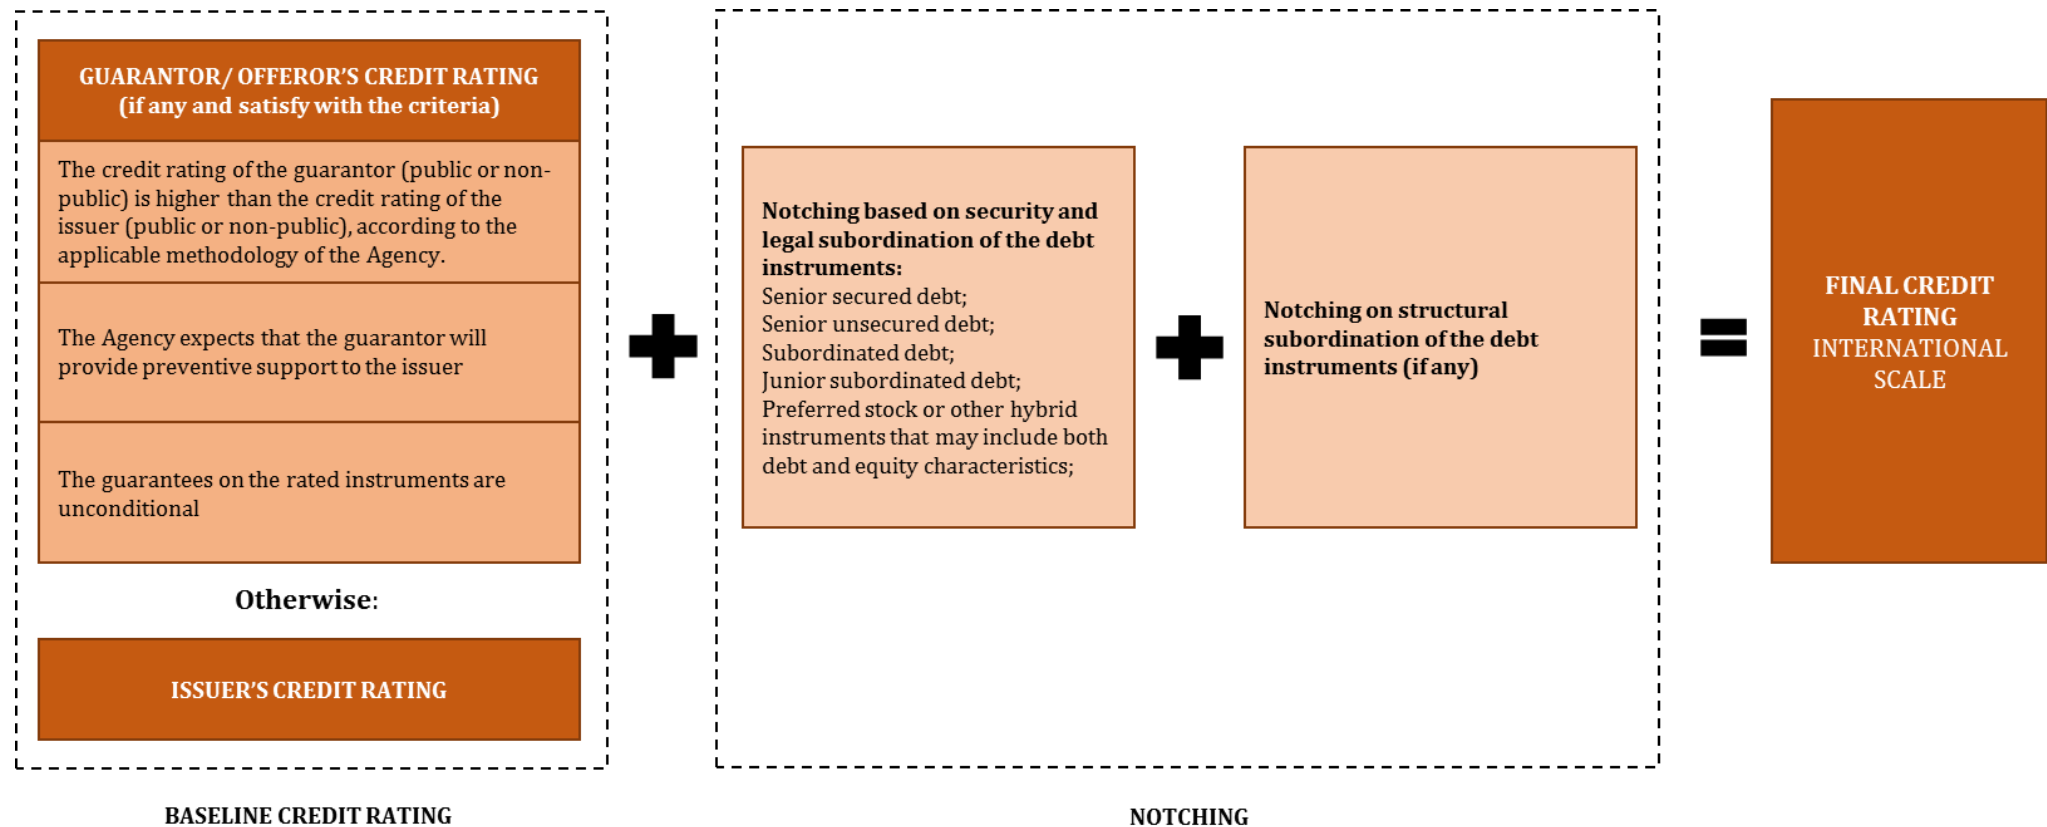 GUARANTOR/ OFFEROR'S CREDIT RATING
(if any and satisfy with the criteria)
The credit rating of the guarantor (public or non-
public) is higher than the credit rating of the
issuer (public or non-public), according to the
applicable methodology of the Agency.
The Agency expects that the guarantor will
provide preventive support to the issuer
The guarantees on the rated instruments are
unconditional
Otherwise:
ISSUER'S CREDIT RATING
BASELINE CREDIT RATING
Notching based on security and
legal subordination of the debt
instruments:
Senior secured debt;
Senior unsecured debt;
Subordinated debt;
Junior subordinated debt;
Preferred stock or other hybrid
instruments that may include both
debt and equity characteristics;
Notching on structural
subordination of the debt
instruments (if any)
NOTCHING
FINAL CREDIT
RATING
INTERNATIONAL
SCALE